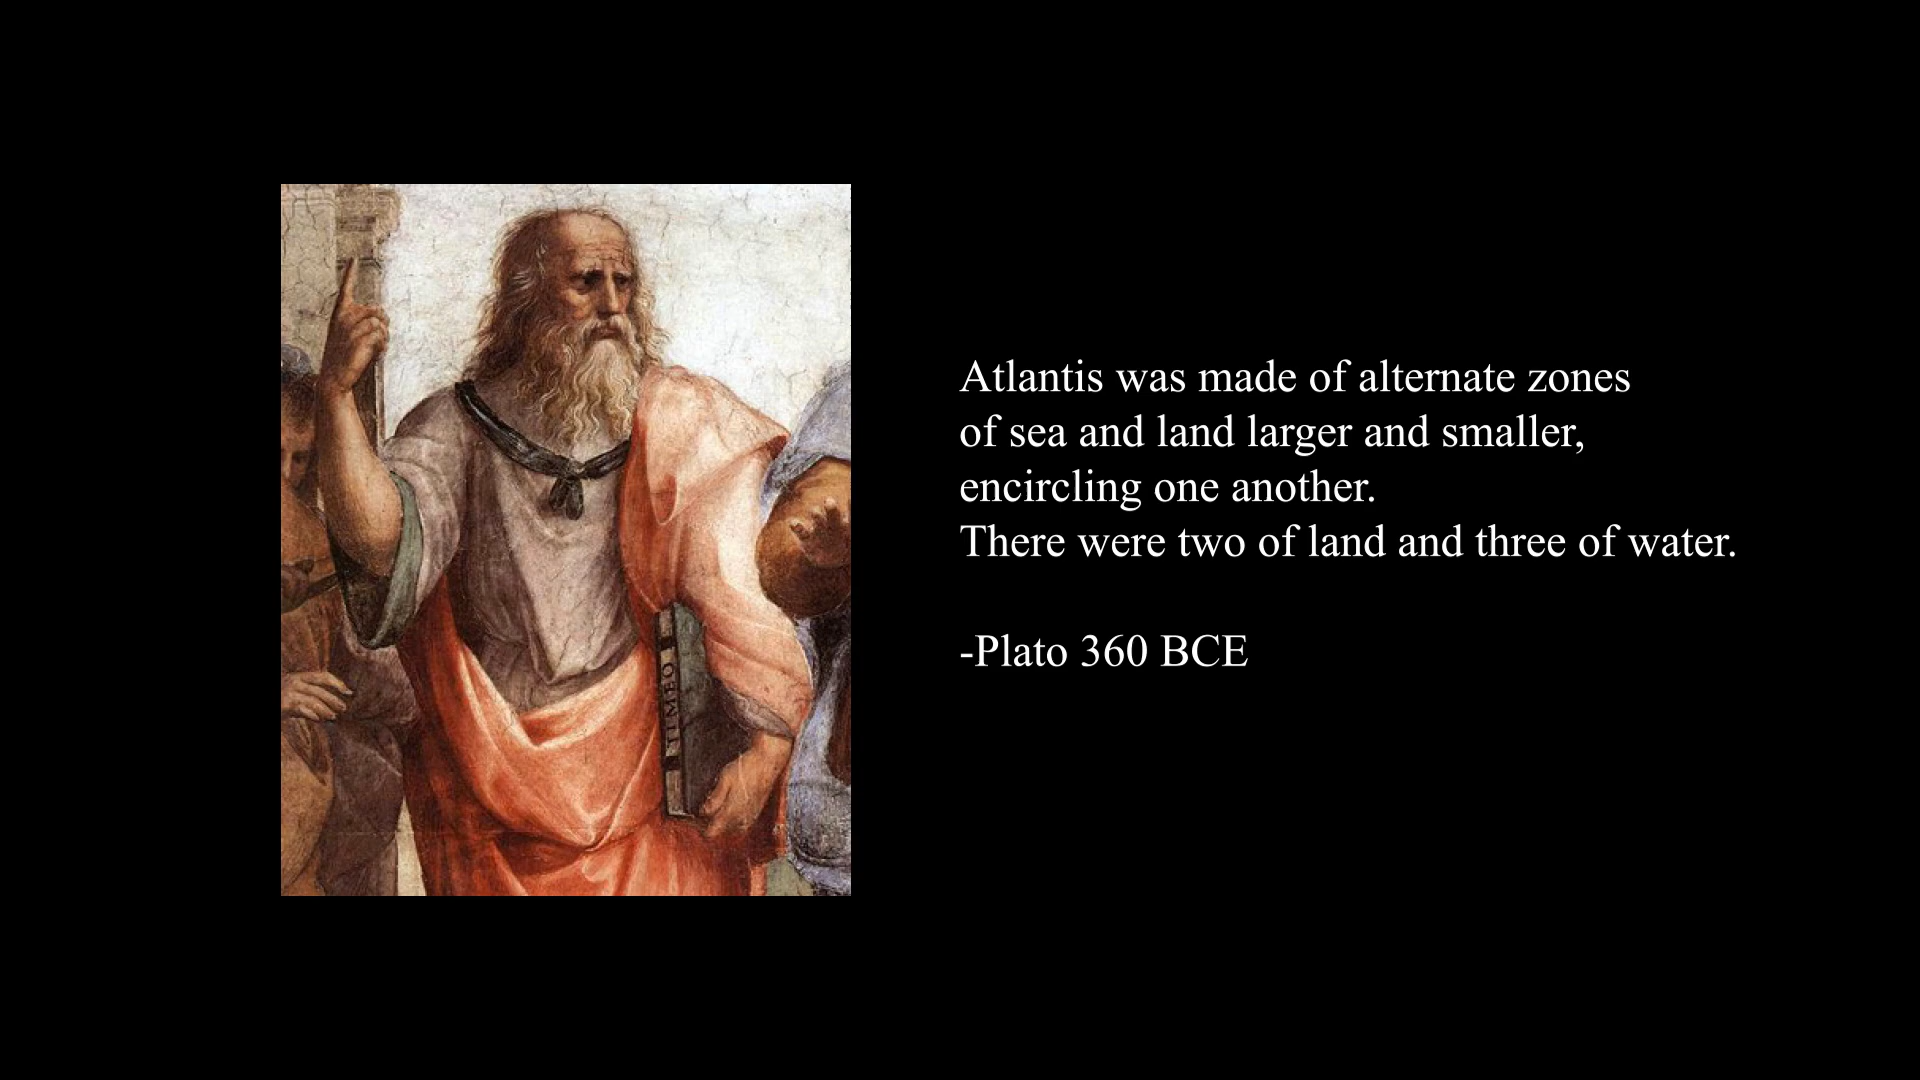 TIMEO
Atlantis was made of alternate zones
of sea and land larger and smaller,
encircling one another.
There were two of land and three of water.
-Plato 360 BCE